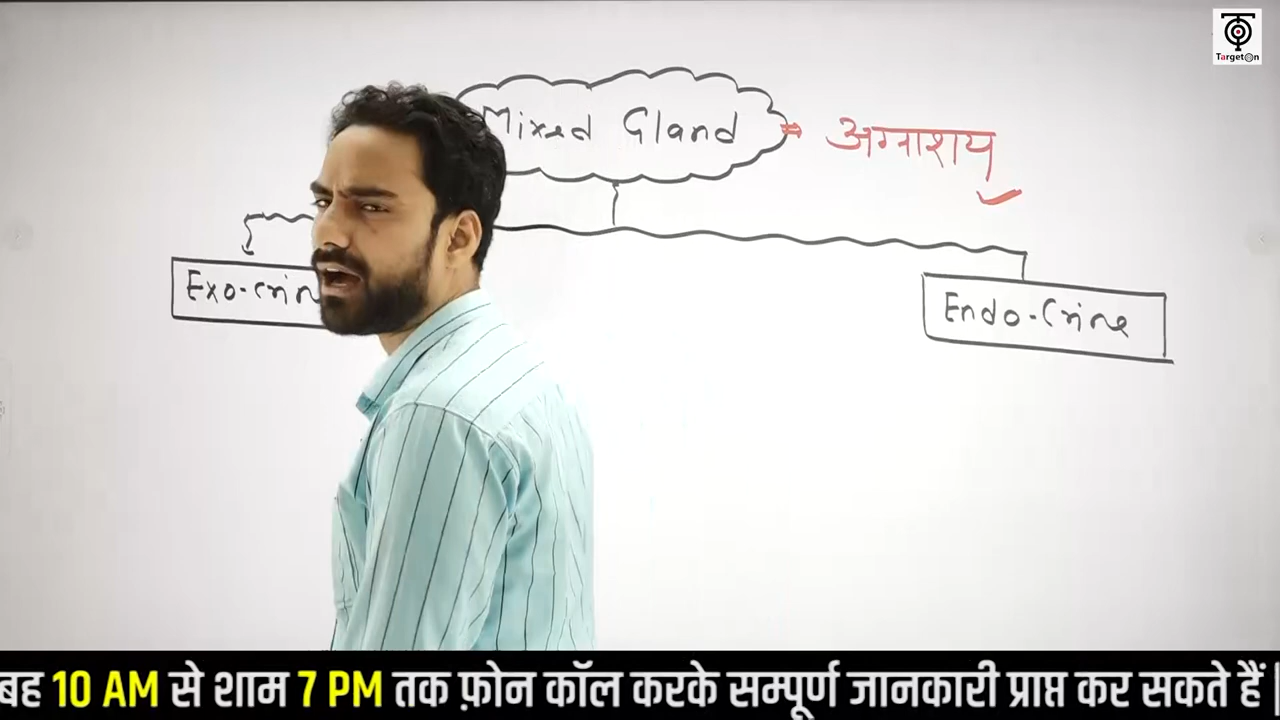 TargetOn
Mixed Gland = अग्नाशय
Exo-crin
Endo-Crine
बह 10 AM से शाम 7 PM तक फ़ोन कॉल करके सम्पूर्ण जानकारी प्राप्त कर सकते हैं |